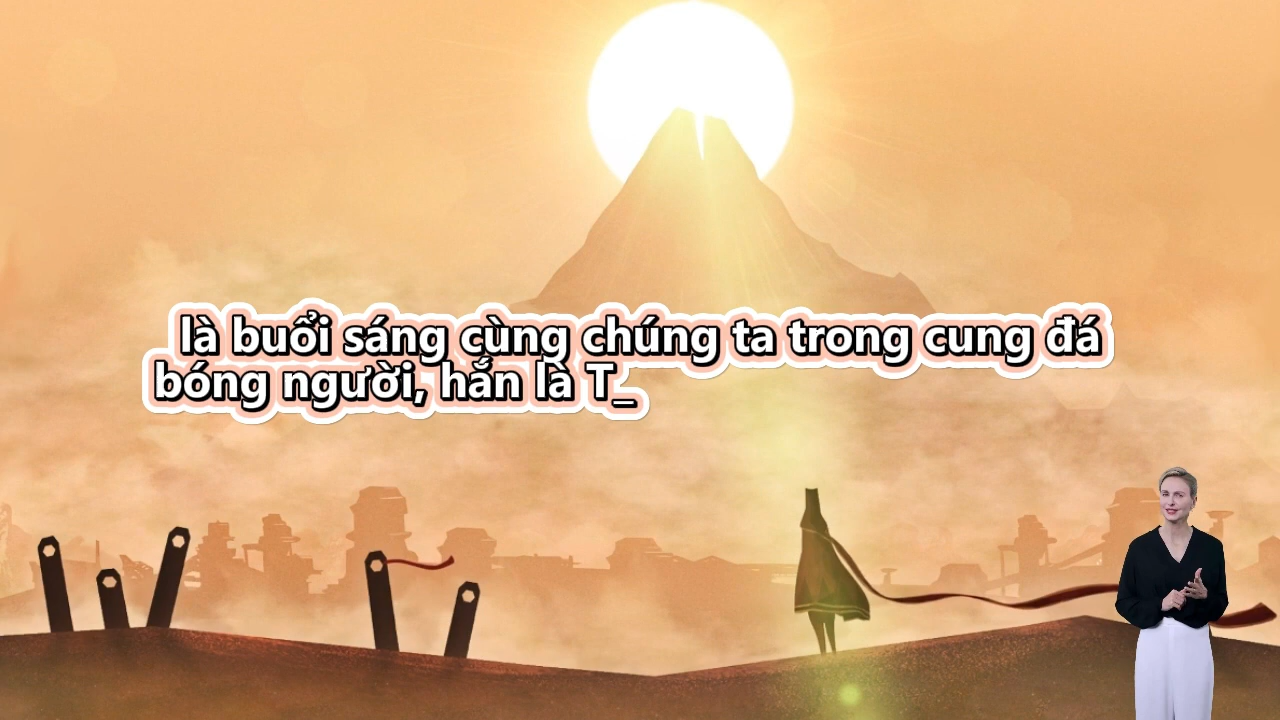 là buổi sáng cùng chúng ta trong cung đá
bóng người, hắn là T_